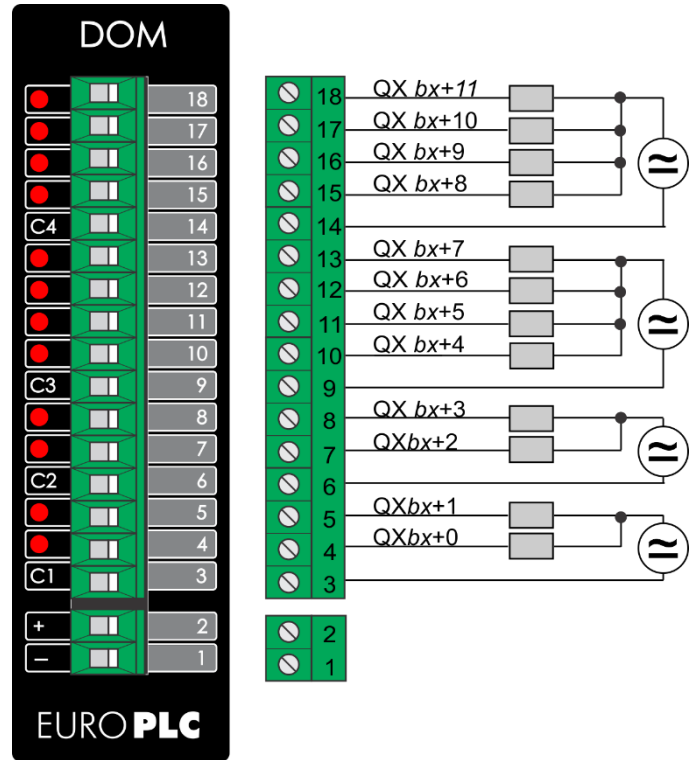 DOM
18
17
16
15
C4 14
13
12
11
10
C3 9
8
7
C2 6
5
4
C1 3
+ 2
– 1
EURO PLC
18 QX bx+11
17 QX bx+10
16 QX bx+9
15 QX bx+8
14
13 QX bx+7
12 QX bx+6
11 QX bx+5
10 QX bx+4
9
8 QX bx+3
7 QXbx+2
6
5 QXbx+1
4 QXbx+0
3
2
1